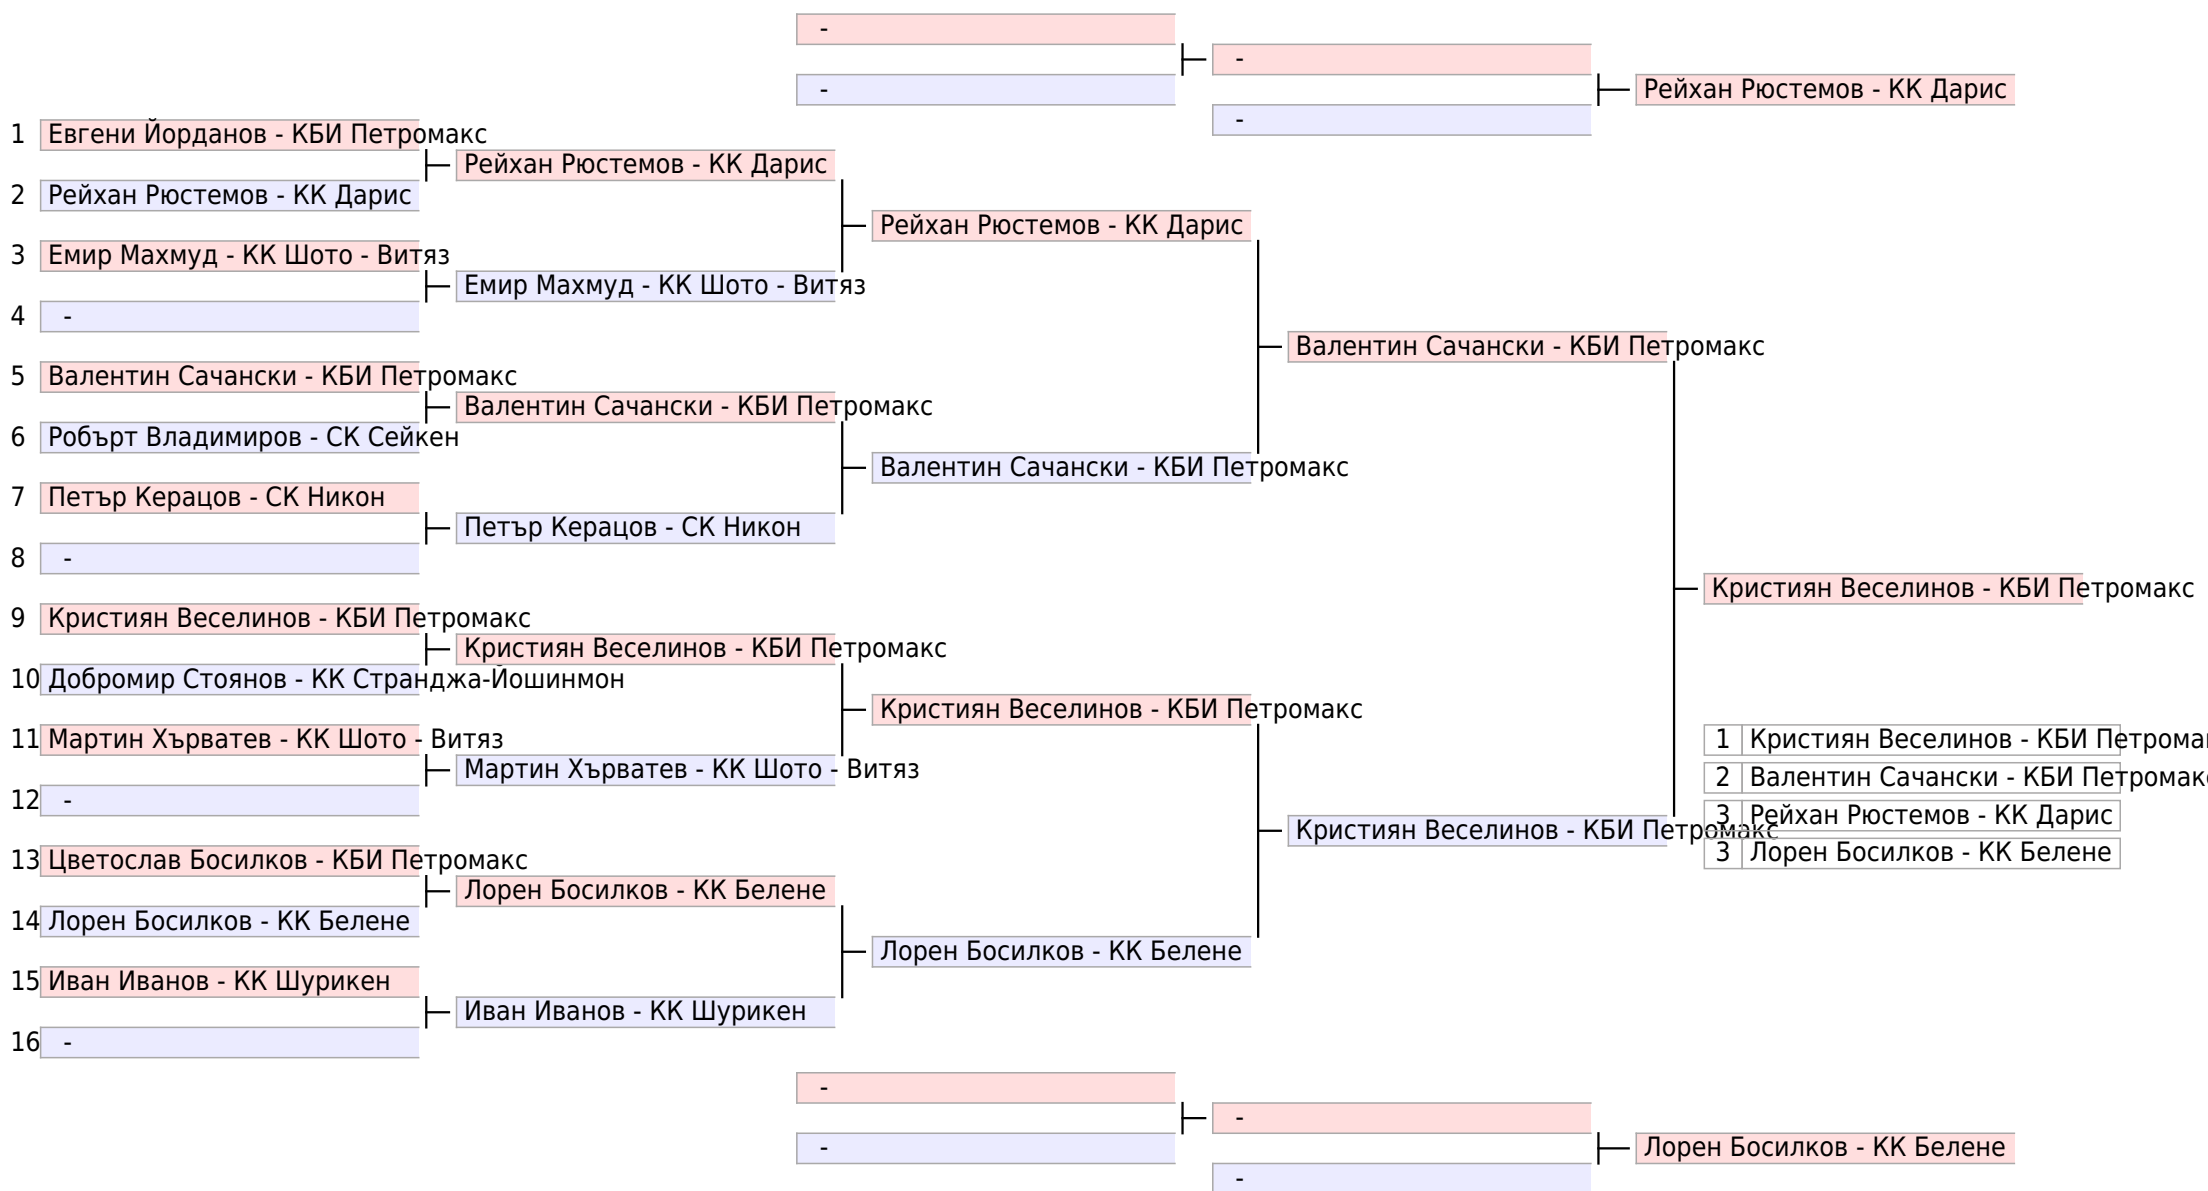 -
-
-
-
Рейхан Рюстемов - КК Дарис
1 Евгени Йорданов - КБИ Петромакс
2 Рейхан Рюстемов - КК Дарис
3 Емир Махмуд - КК Шото - Витяз
4 -
5 Валентин Сачански - КБИ Петромакс
6 Робърт Владимиров - СК Сейкен
7 Петър Керацов - СК Никон
8 -
9 Кристиян Веселинов - КБИ Петромакс
10 Добромир Стоянов - КК Странджа-Йошинмон
11 Мартин Хърватев - КК Шото - Витяз
12 -
13 Цветослав Босилков - КБИ Петромакс
14 Лорен Босилков - КК Белене
15 Иван Иванов - КК Шурикен
16 -
Рейхан Рюстемов - КК Дарис
Емир Махмуд - КК Шото - Витяз
Валентин Сачански - КБИ Петромакс
Петър Керацов - СК Никон
Кристиян Веселинов - КБИ Петромакс
Мартин Хърватев - КК Шото - Витяз
Лорен Босилков - КК Белене
Иван Иванов - КК Шурикен
Рейхан Рюстемов - КК Дарис
Валентин Сачански - КБИ Петромакс
Кристиян Веселинов - КБИ Петромакс
Лорен Босилков - КК Белене
Валентин Сачански - КБИ Петромакс
Кристиян Веселинов - КБИ Петромакс
Кристиян Веселинов - КБИ Петромакс
1 Кристиян Веселинов - КБИ
2 Валентин Сачански - КБИ
3 Рейхан Рюстемов - КК Дарис
3 Лорен Босилков - КК Белене
-
-
-
-
Лорен Босилков - КК Белене